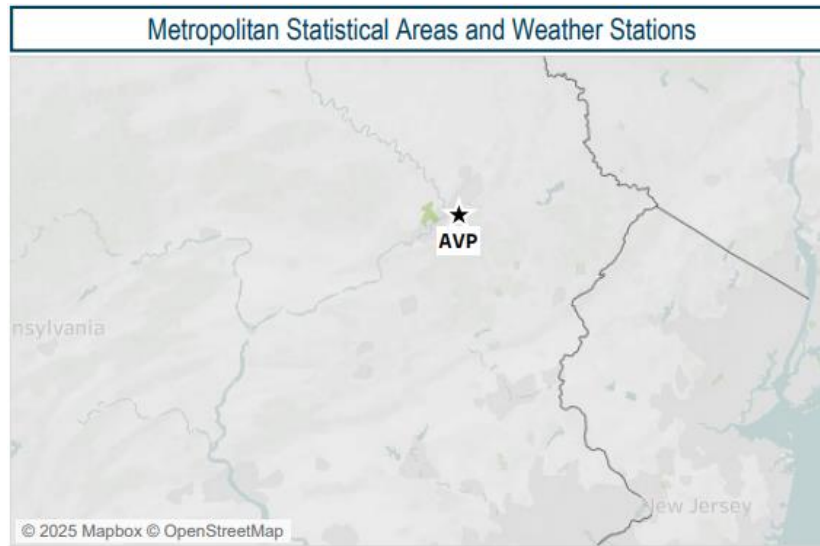 Metropolitan Statistical Areas and Weather Stations
AVP
nsylvania
New Jersey
© 2025 Mapbox © OpenStreetMap